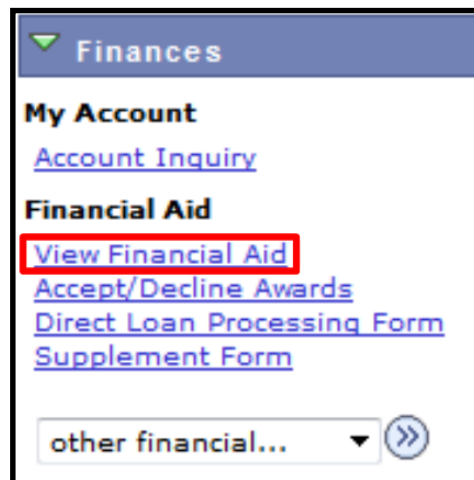 Finances
My Account
Account Inquiry
Financial Aid
View Financial Aid
Accept/Decline Awards
Direct Loan Processing Form
Supplement Form
other financial...